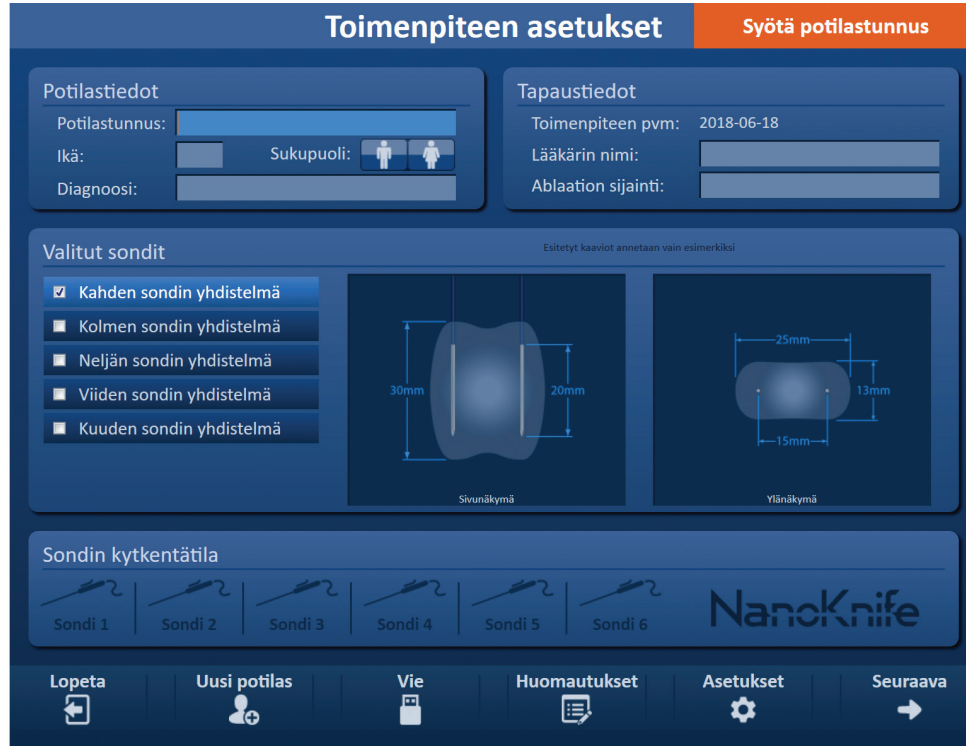 Toimenpiteen asetukset
Syötä potilastunnus
Potilastiedot
Potilastunnus:
Ikä:
Sukupuoli:
Diagnoosi:
Tapaustiedot
Toimenpiteen pvm: 2018-06-18
Lääkärin nimi:
Ablaation sijainti:
Valitut sondit
Esitetyt kaaviot annetaan vain esimerkiksi
Kahden sondin yhdistelmä
Kolmen sondin yhdistelmä
Neljän sondin yhdistelmä
Viiden sondin yhdistelmä
Kuuden sondin yhdistelmä
30mm
20mm
Sivunäkymä
25mm
13mm
15mm
Ylänäkymä
Sondin kytkentätila
Sondi 1
Sondi 2
Sondi 3
Sondi 4
Sondi 5
Sondi 6
NanoKnife
Lopeta
Uusi potilas
Vie
Huomautukset
Asetukset
Seuraava